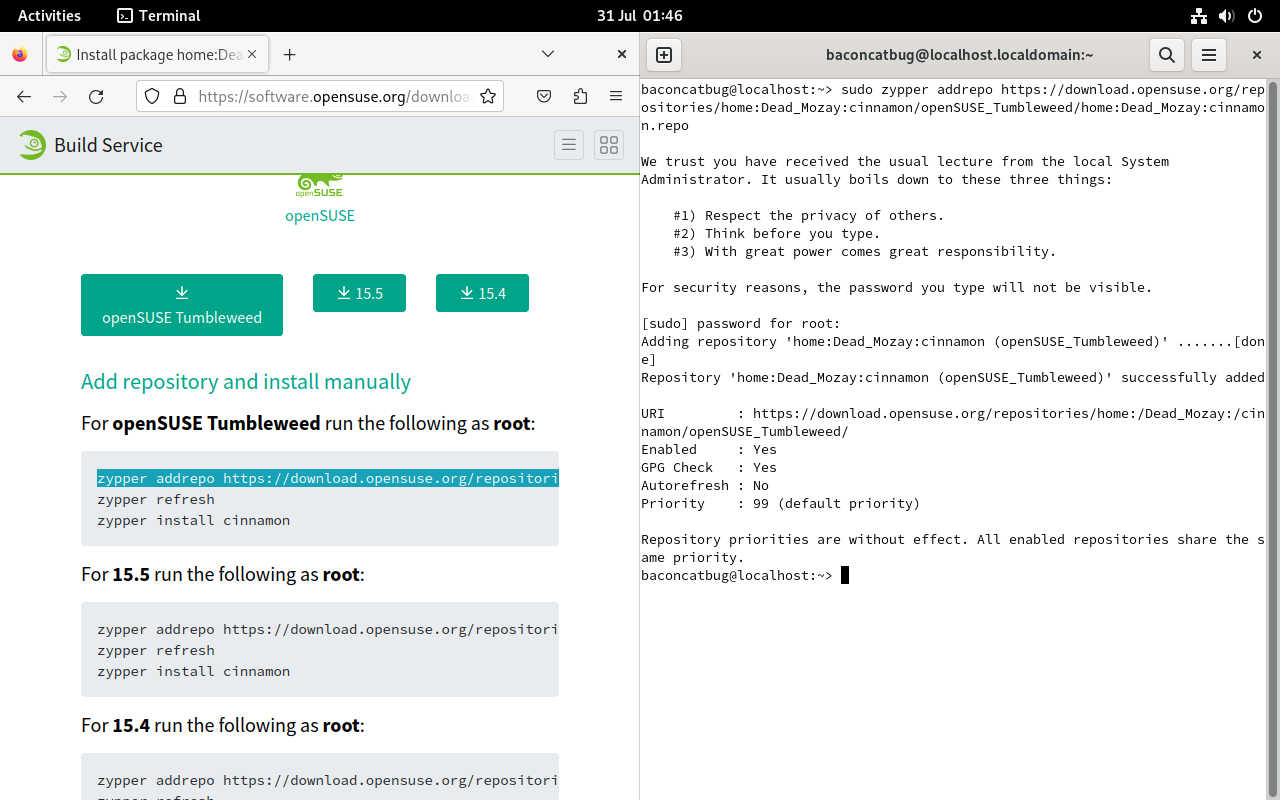 Activities
Terminal
31 Jul 01:46
Install package home:Dea
baconcatbug@localhost.localdomain:~
https://software.opensuse.org/downloa
Build Service
openSUSE
openSUSE
openSUSE Tumbleweed
15.5
15.4
Add repository and install manually
For openSUSE Tumbleweed run the following as root:
zypper addrepo https://download.opensuse.org/repositori
zypper refresh
zypper install cinnamon
For 15.5 run the following as root:
zypper addrepo https://download.opensuse.org/repositori
zypper refresh
zypper install cinnamon
For 15.4 run the following as root:
zypper addrepo https://download.opensuse.org/repositori
zypper refresh
baconcatbug@localhost:~> sudo zypper addrepo https://download.opensuse.org/rep
ositories/home:Dead_Mozay:cinnamon/openSUSE_Tumbleweed/home:Dead_Mozay:cinnamo
n.repo
We trust you have received the usual lecture from the local System
Administrator. It usually boils down to these three things:
#1) Respect the privacy of others.
#2) Think before you type.
#3) With great power comes great responsibility.
For security reasons, the password you type will not be visible.
[sudo] password for root:
Adding repository 'home:Dead_Mozay:cinnamon (openSUSE_Tumbleweed)' .......[don
e]
Repository 'home:Dead_Mozay:cinnamon (openSUSE_Tumbleweed)' successfully added
URI         : https://download.opensuse.org/repositories/home:/Dead_Mozay:/cin
namon/openSUSE_Tumbleweed/
Enabled     : Yes
GPG Check   : Yes
Autorefresh : No
Priority    : 99 (default priority)
Repository priorities are without effect. All enabled repositories share the s
ame priority.
baconcatbug@localhost:~>